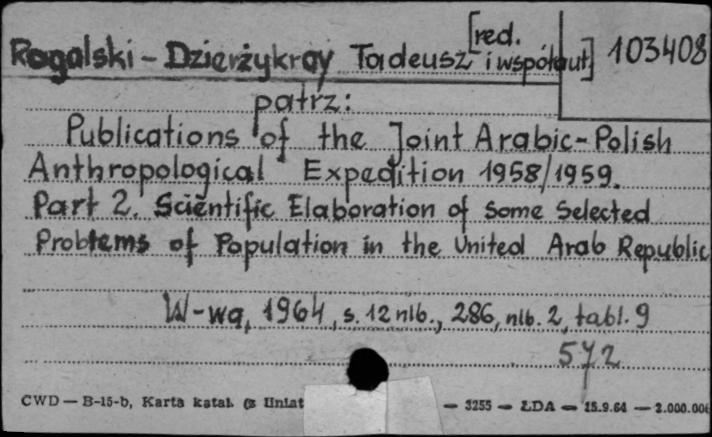 Rogalski-Dzierżykray Tadeusz [red. i współaut] 103408
patrz:
Publications of the Joint Arabic-Polish
Anthropological Expedition 1958/1959.
Part 2. Scientific Elaboration of Some Selected
Problems of Population in the United Arab Republic
W-wa, 1964, s. 12 nlb., 286, nlb. 2, tabl. 9
572
CWD — B-15-b, Karta katal. (z liniat — 3255 — ŁDA — 15.9.64 — 2.000.000